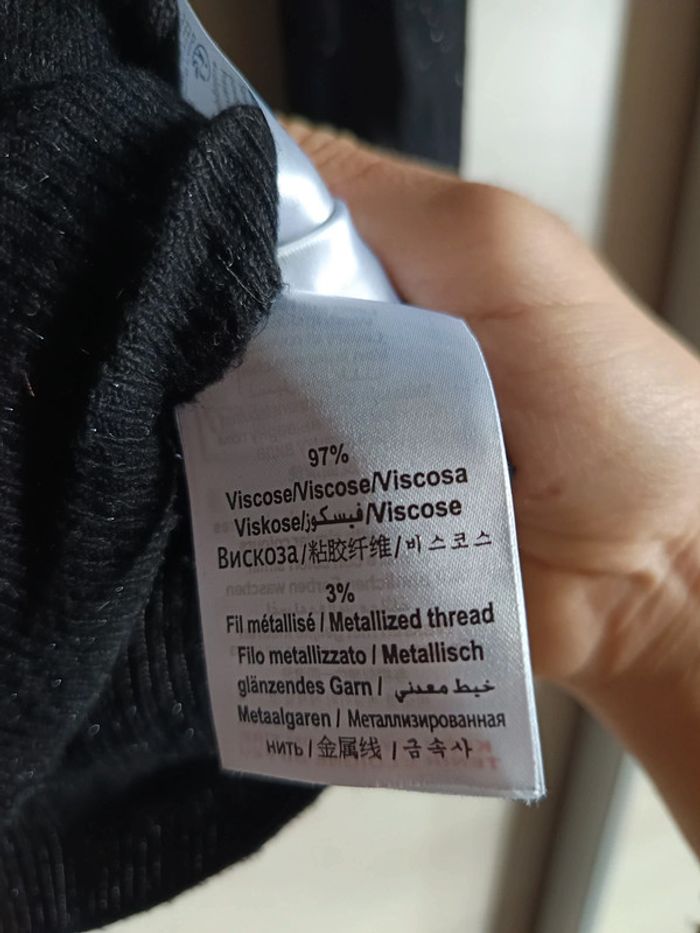 97%
Viscose/Viscose/Viscosa
Viskose/فيسكوز/Viscose
Вискоза/粘胶纤维/비스코스
3%
Fil métallisé / Metallized thread
Filo metallizzato / Metallisch
glänzendes Garn / خيط معدني
Metaalgaren / Металлизированная
нить / 金属线 / 금속사